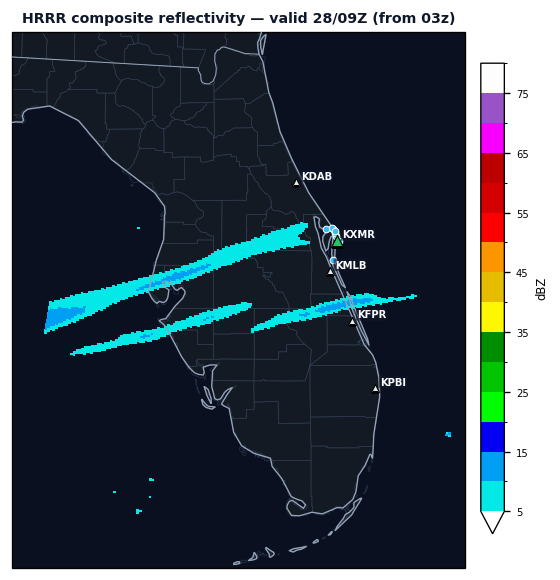 HRRR composite reflectivity — valid 28/09Z (from 03z)
KDAB
KXMR
KMLB
KFPR
KPBI
75
65
55
45
35
25
15
5
dBZ